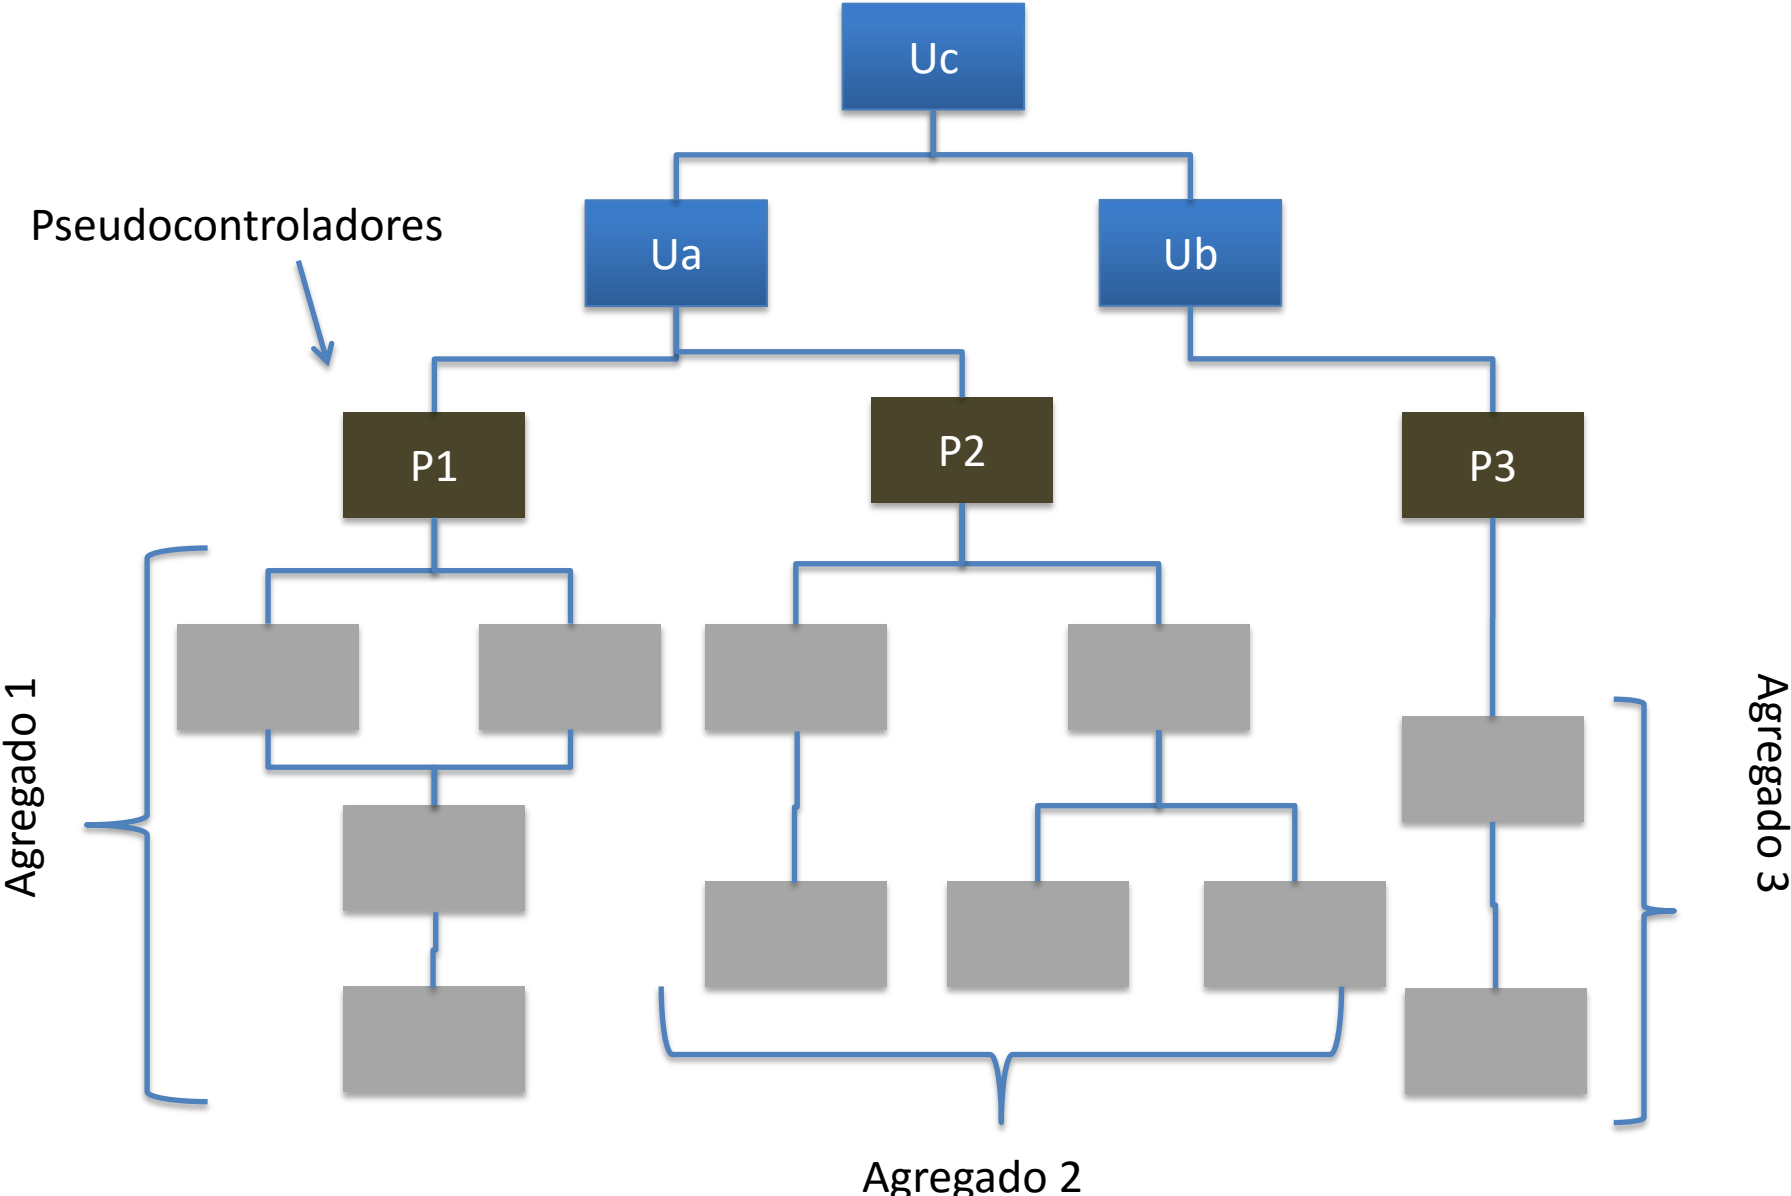 Uc
Pseudocontroladores
Ua
Ub
P1
P2
P3
Agregado 1
Agregado 3
Agregado 2